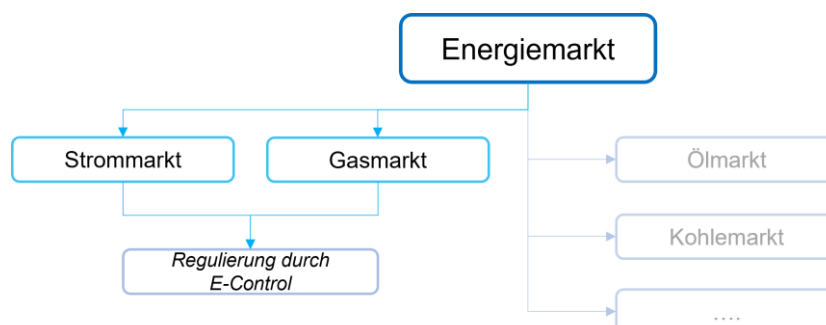 Energiemarkt
Strommarkt
Gasmarkt
Ölmarkt
Kohlemarkt
Regulierung durch
E-Control
....